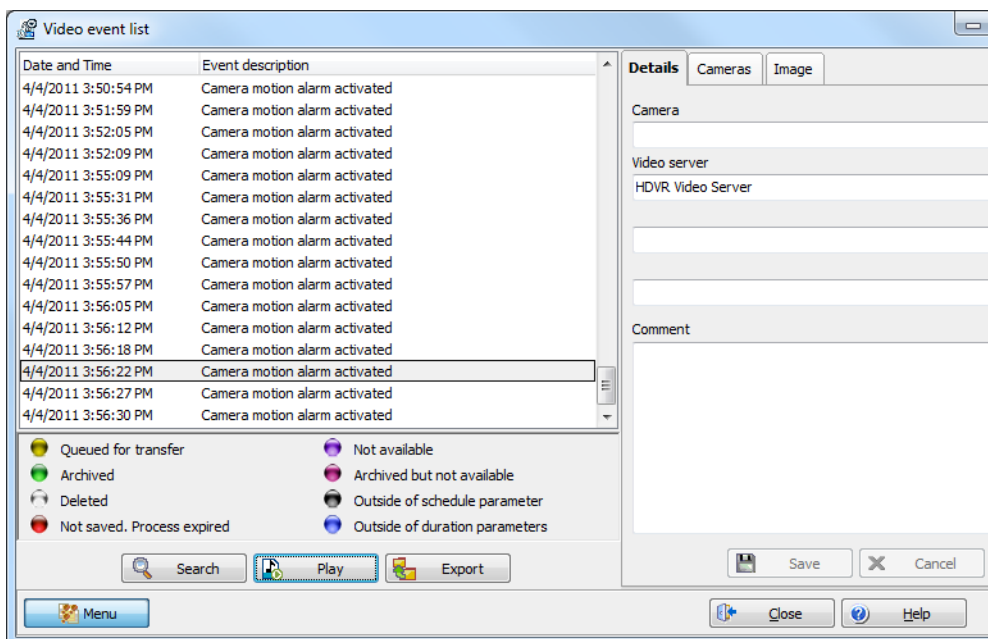 Video event list
Date and Time Event description
4/4/2011 3:50:54 PM Camera motion alarm activated
4/4/2011 3:51:59 PM Camera motion alarm activated
4/4/2011 3:52:05 PM Camera motion alarm activated
4/4/2011 3:52:09 PM Camera motion alarm activated
4/4/2011 3:55:09 PM Camera motion alarm activated
4/4/2011 3:55:31 PM Camera motion alarm activated
4/4/2011 3:55:36 PM Camera motion alarm activated
4/4/2011 3:55:44 PM Camera motion alarm activated
4/4/2011 3:55:50 PM Camera motion alarm activated
4/4/2011 3:55:57 PM Camera motion alarm activated
4/4/2011 3:56:05 PM Camera motion alarm activated
4/4/2011 3:56:12 PM Camera motion alarm activated
4/4/2011 3:56:18 PM Camera motion alarm activated
4/4/2011 3:56:22 PM Camera motion alarm activated
4/4/2011 3:56:27 PM Camera motion alarm activated
4/4/2011 3:56:30 PM Camera motion alarm activated
Queued for transfer Not available
Archived Archived but not available
Deleted Outside of schedule parameter
Not saved. Process expired Outside of duration parameters
Search Play Export
Menu
Details Cameras Image
Camera
Video server
HDVR Video Server
Comment
Save Cancel
Close Help